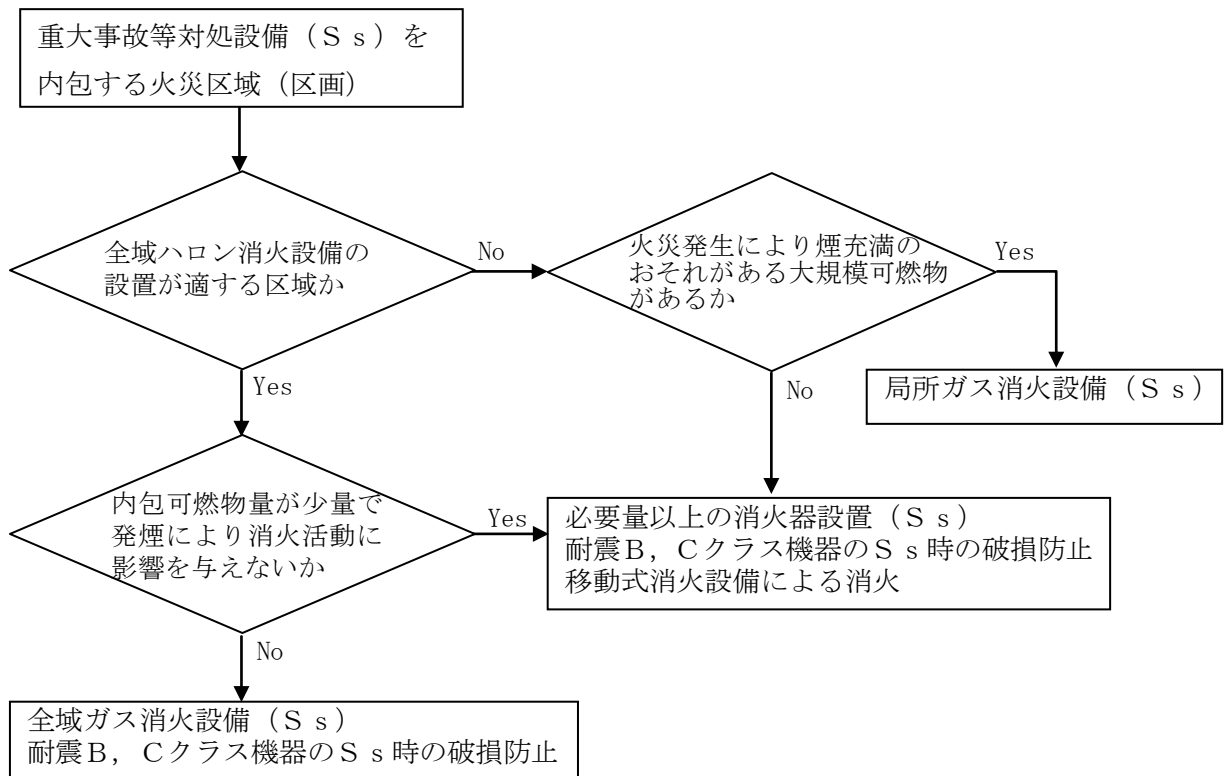 重大事故等対処設備（Ｓｓ）を
内包する火災区域（区画）
全域ハロン消火設備の
設置が適する区域か
No
火災発生により煙充満の
おそれがある大規模可燃物
があるか
Yes
局所ガス消火設備（Ｓｓ）
No
Yes
内包可燃物量が少量で
発煙により消火活動に
影響を与えないか
Yes
必要量以上の消火器設置（Ｓｓ）
耐震Ｂ，Ｃクラス機器のＳｓ時の破損防止
移動式消火設備による消火
No
全域ガス消火設備（Ｓｓ）
耐震Ｂ，Ｃクラス機器のＳｓ時の破損防止